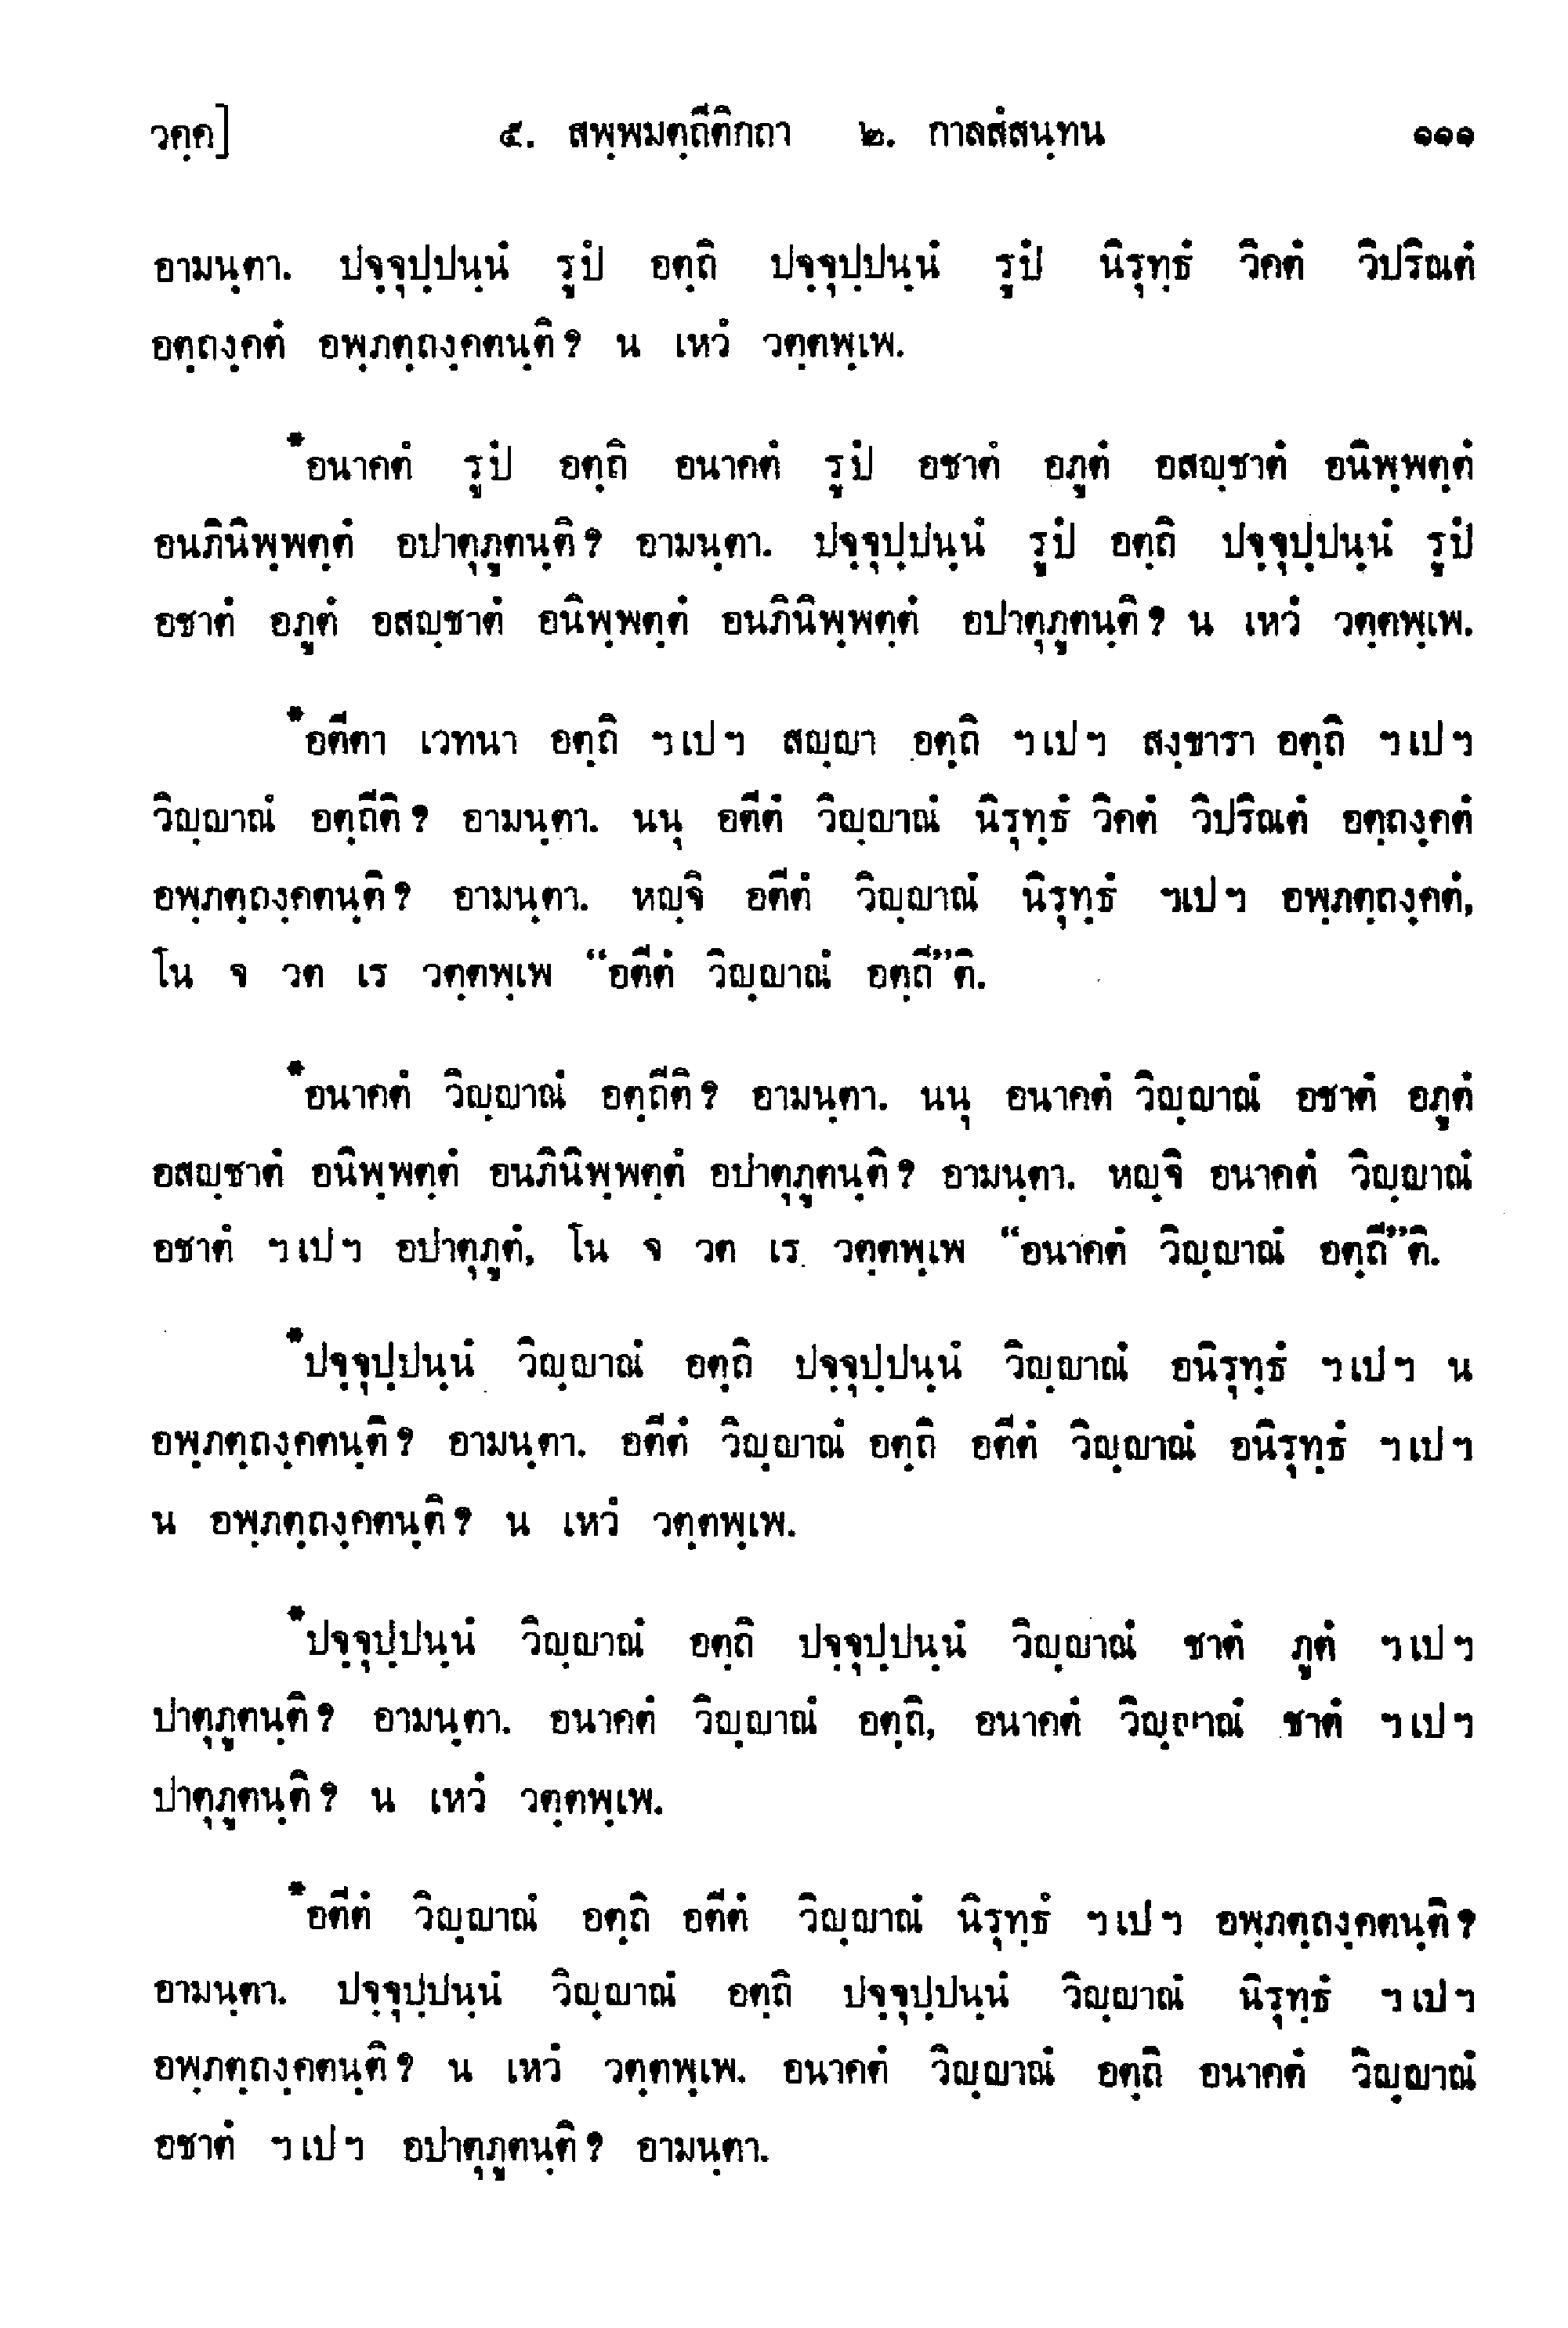 วคฺค] ๕. สพฺพมตฺถีติกถา ๒. กาลสํสนฺทน ๑๑๑
อามนฺตา. ปจฺจุปฺปนฺนํ รูปํ อตฺถิ ปจฺจุปฺปนฺนํ รูปํ นิรุทฺธํ วิคตํ วิปริณตํ
อตฺถงฺคตํ อพฺภตฺถงฺคตนฺติ? น เหวํ วตฺตพฺเพ.
*อนาคตํ รูปํ อตฺถิ อนาคตํ รูปํ อชาตํ อภูตํ อสญฺชาตํ อนิพฺพตฺตํ
อนภินิพฺพตฺตํ อปาตุภูตนฺติ? อามนฺตา. ปจฺจุปฺปนฺนํ รูปํ อตฺถิ ปจฺจุปฺปนฺนํ รูปํ
อชาตํ อภูตํ อสญฺชาตํ อนิพฺพตฺตํ อนภินิพฺพตฺตํ อปาตุภูตนฺติ? น เหวํ วตฺตพฺเพ.
*อตีตา เวทนา อตฺถิ ฯเปฯ สญฺญา อตฺถิ ฯเปฯ สงฺขารา อตฺถิ ฯเปฯ
วิญฺญาณํ อตฺถีติ? อามนฺตา. นนุ อตีตํ วิญฺญาณํ นิรุทฺธํ วิคตํ วิปริณตํ อตฺถงฺคตํ
อพฺภตฺถงฺคตนฺติ? อามนฺตา. หญฺจิ อตีตํ วิญฺญาณํ นิรุทฺธํ ฯเปฯ อพฺภตฺถงฺคตํ,
โน จ วต เร วตฺตพฺเพ “อตีตํ วิญฺญาณํ อตฺถี”ติ.
*อนาคตํ วิญฺญาณํ อตฺถีติ? อามนฺตา. นนุ อนาคตํ วิญฺญาณํ อชาตํ อภูตํ
อสญฺชาตํ อนิพฺพตฺตํ อนภินิพฺพตฺตํ อปาตุภูตนฺติ? อามนฺตา. หญฺจิ อนาคตํ วิญฺญาณํ
อชาตํ ฯเปฯ อปาตุภูตํ, โน จ วต เร วตฺตพฺเพ “อนาคตํ วิญฺญาณํ อตฺถี”ติ.
*ปจฺจุปฺปนฺนํ วิญฺญาณํ อตฺถิ ปจฺจุปฺปนฺนํ วิญฺญาณํ อนิรุทฺธํ ฯเปฯ น
อพฺภตฺถงฺคตนฺติ? อามนฺตา. อตีตํ วิญฺญาณํ อตฺถิ อตีตํ วิญฺญาณํ อนิรุทฺธํ ฯเปฯ
น อพฺภตฺถงฺคตนฺติ? น เหวํ วตฺตพฺเพ.
*ปจฺจุปฺปนฺนํ วิญฺญาณํ อตฺถิ ปจฺจุปฺปนฺนํ วิญฺญาณํ ชาตํ ภูตํ ฯเปฯ
ปาตุภูตนฺติ? อามนฺตา. อนาคตํ วิญฺญาณํ อตฺถิ, อนาคตํ วิญฺญาณํ ชาตํ ฯเปฯ
ปาตุภูตนฺติ? น เหวํ วตฺตพฺเพ.
*อตีตํ วิญฺญาณํ อตฺถิ อตีตํ วิญฺญาณํ นิรุทฺธํ ฯเปฯ อพฺภตฺถงฺคตนฺติ?
อามนฺตา. ปจฺจุปฺปนฺนํ วิญฺญาณํ อตฺถิ ปจฺจุปฺปนฺนํ วิญฺญาณํ นิรุทฺธํ ฯเปฯ
อพฺภตฺถงฺคตนฺติ? น เหวํ วตฺตพฺเพ. อนาคตํ วิญฺญาณํ อตฺถิ อนาคตํ วิญฺญาณํ
อชาตํ ฯเปฯ อปาตุภูตนฺติ? อามนฺตา.